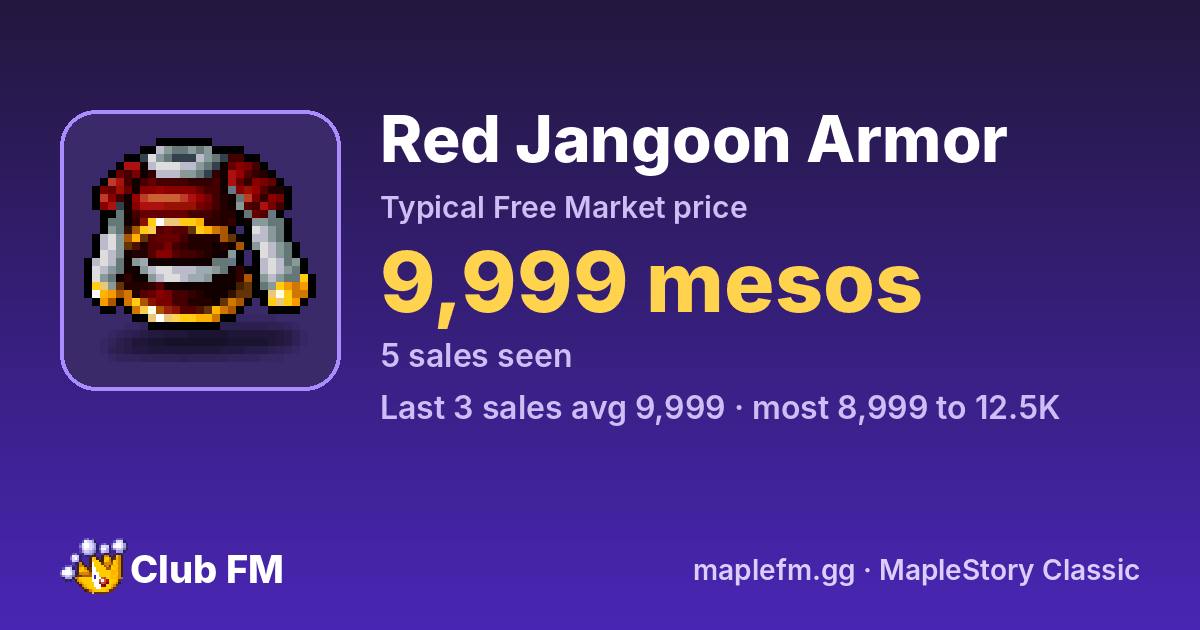 Red Jangoon Armor
Typical Free Market price
9,999 mesos
5 sales seen
Last 3 sales avg 9,999 · most 8,999 to 12.5K
Club FM
maplefm.gg · MapleStory Classic